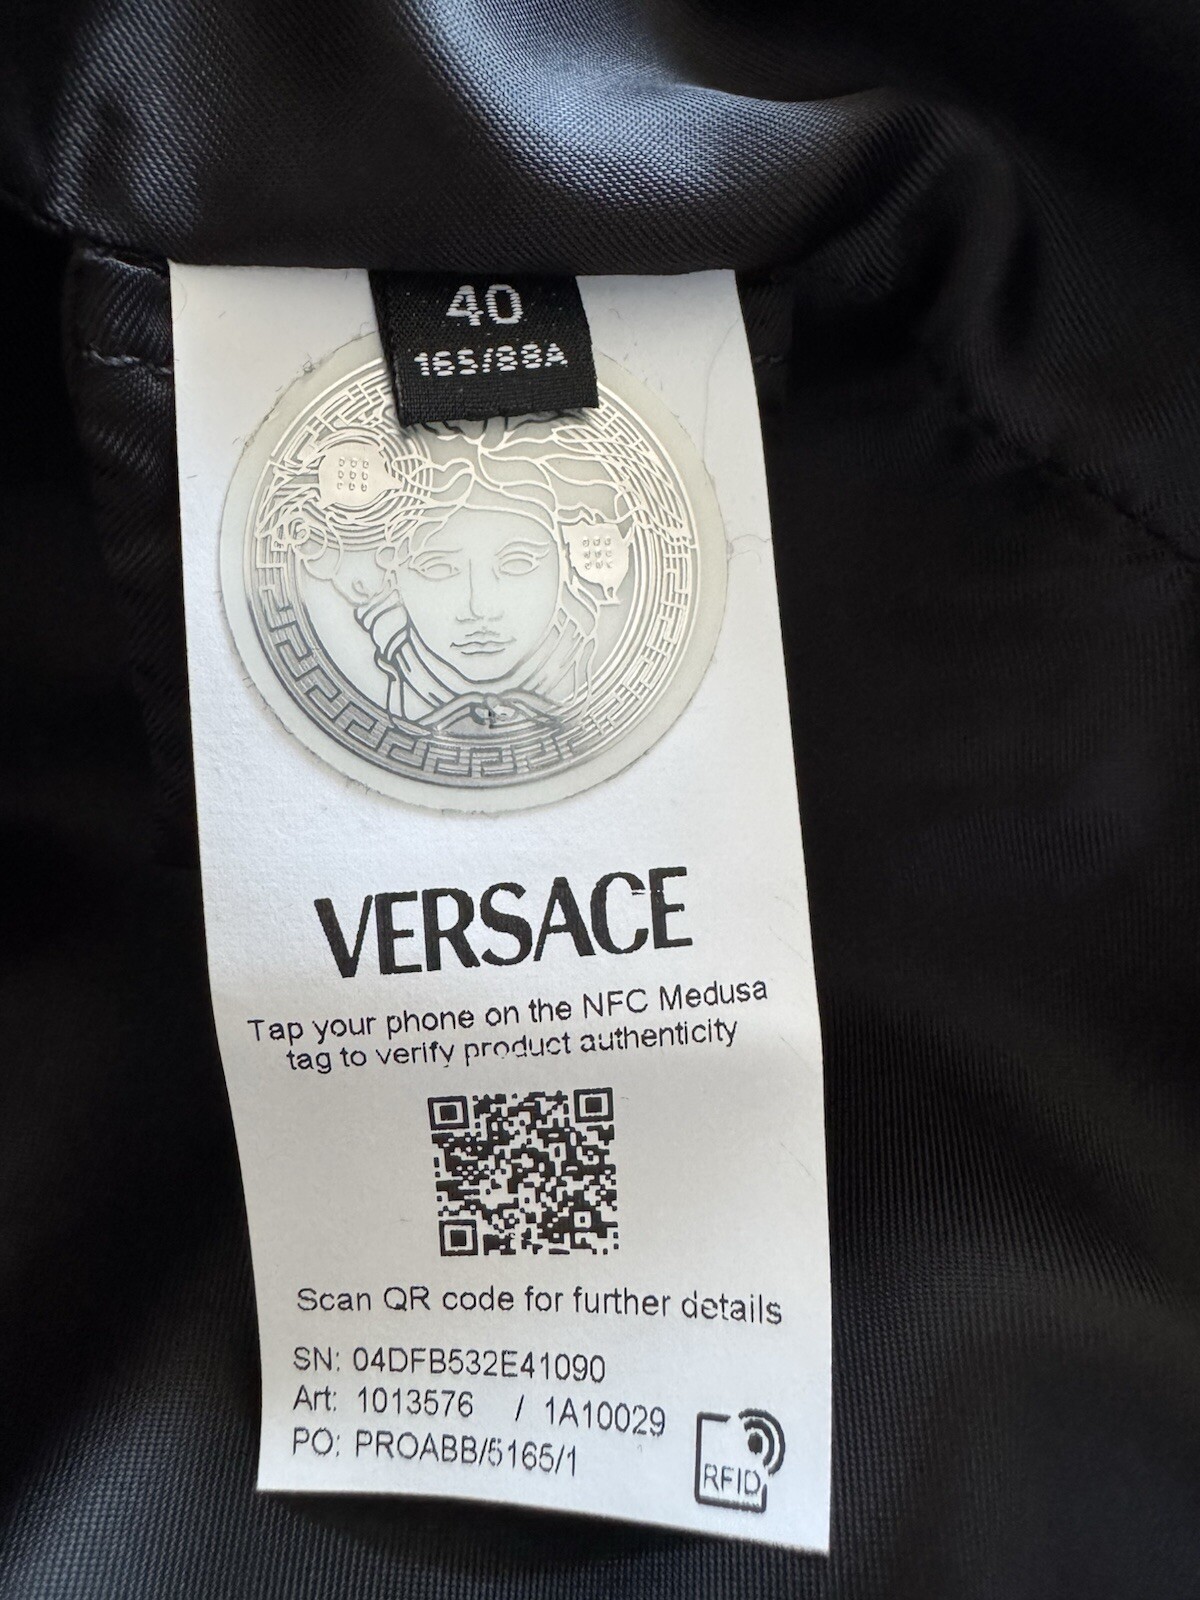 40
165/88A
VERSACE
Tap your phone on the NFC Medusa
tag to verify product authenticity
Scan QR code for further details
SN: 04DFB532E41090
Art: 1013576 / 1A10029
PO: PROABB/5165/1
RFID